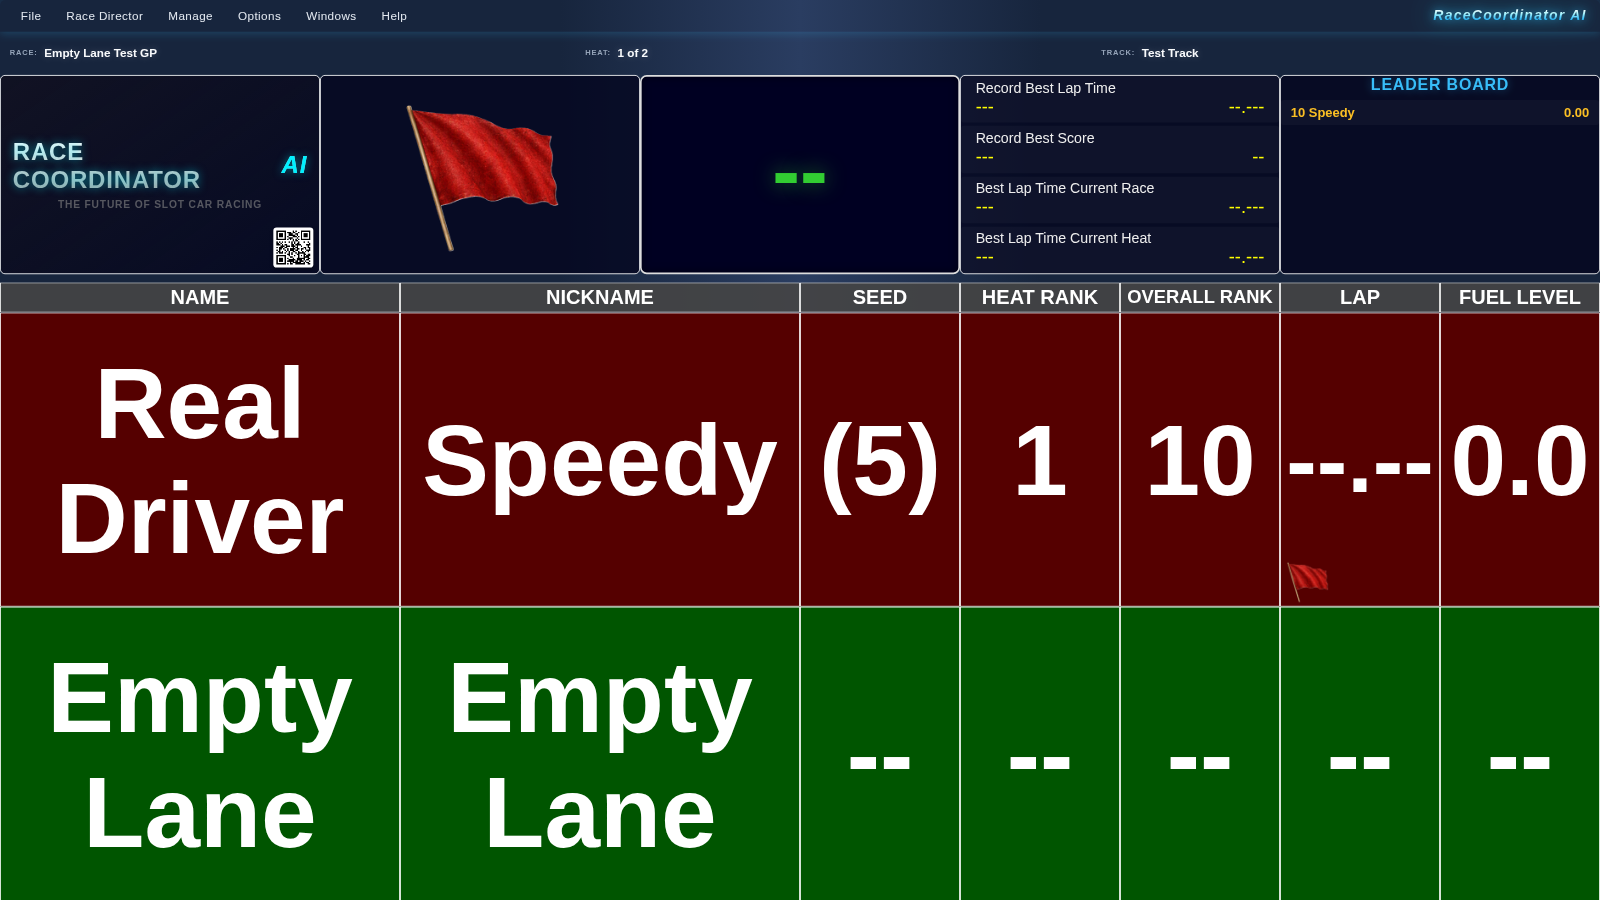 File Race Director Manage Options Windows Help
RaceCoordinator AI
RACE: Empty Lane Test GP
HEAT: 1 of 2
TRACK: Test Track
RACE
COORDINATOR
AI
THE FUTURE OF SLOT CAR RACING
--
Record Best Lap Time
--- --.---
Record Best Score
--- --
Best Lap Time Current Race
--- --.---
Best Lap Time Current Heat
--- --.---
LEADER BOARD
10 Speedy 0.00
NAME NICKNAME SEED HEAT RANK OVERALL RANK LAP FUEL LEVEL
Real
Driver
Speedy (5) 1 10 --.-- 0.0
Empty
Lane
Empty
Lane
-- -- -- -- --